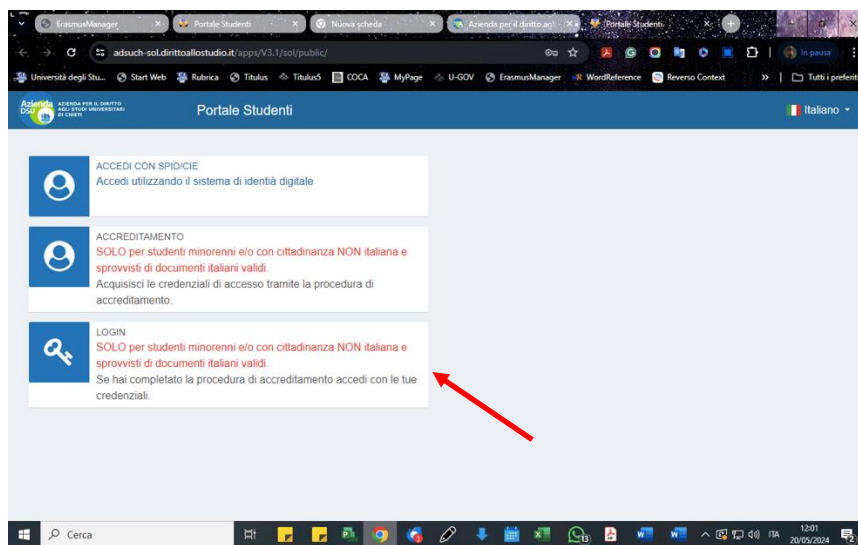 ErasmusManager
Portale Studenti
Nuova scheda
Azienda per il diritto agl
Portale Studenti
adsuch-sol.dirittoallostudio.it/apps/V3.1/sol/public/
In pausa
Università degli Stu...
Start Web
Rubrica
Titulus
Titulus5
COCA
MyPage
U-GOV
ErasmusManager
WordReference
Reverso Context
»
Tutti i preferiti
Azienda DSU
AZIENDA PER IL DIRITTO
AGLI STUDI UNIVERSITARI
DI CHIETI
Portale Studenti
Italiano
ACCEDI CON SPID/CIE
Accedi utilizzando il sistema di identià digitale
ACCREDITAMENTO
SOLO per studenti minorenni e/o con cittadinanza NON italiana e
sprovvisti di documenti italiani validi.
Acquisisci le credenziali di accesso tramite la procedura di
accreditamento.
LOGIN
SOLO per studenti minorenni e/o con cittadinanza NON italiana e
sprovvisti di documenti italiani validi.
Se hai completato la procedura di accreditamento accedi con le tue
credenziali.
Cerca
ITA
12:01
20/05/2024